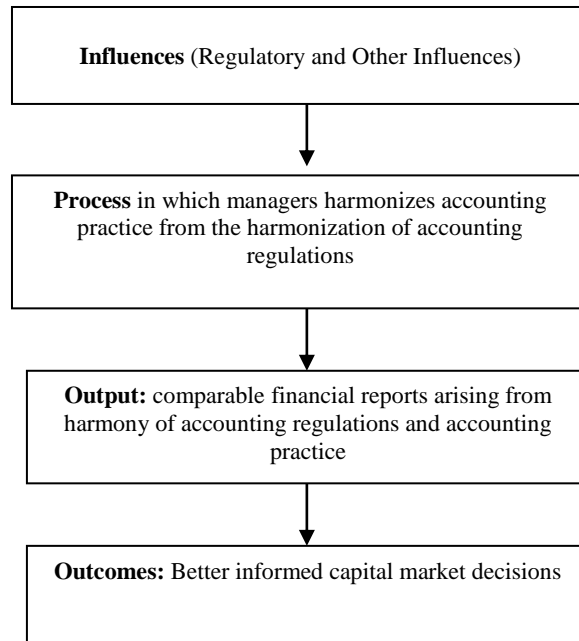 Influences (Regulatory and Other Influences)
Process in which managers harmonizes accounting
practice from the harmonization of accounting
regulations
Output: comparable financial reports arising from
harmony of accounting regulations and accounting
practice
Outcomes: Better informed capital market decisions